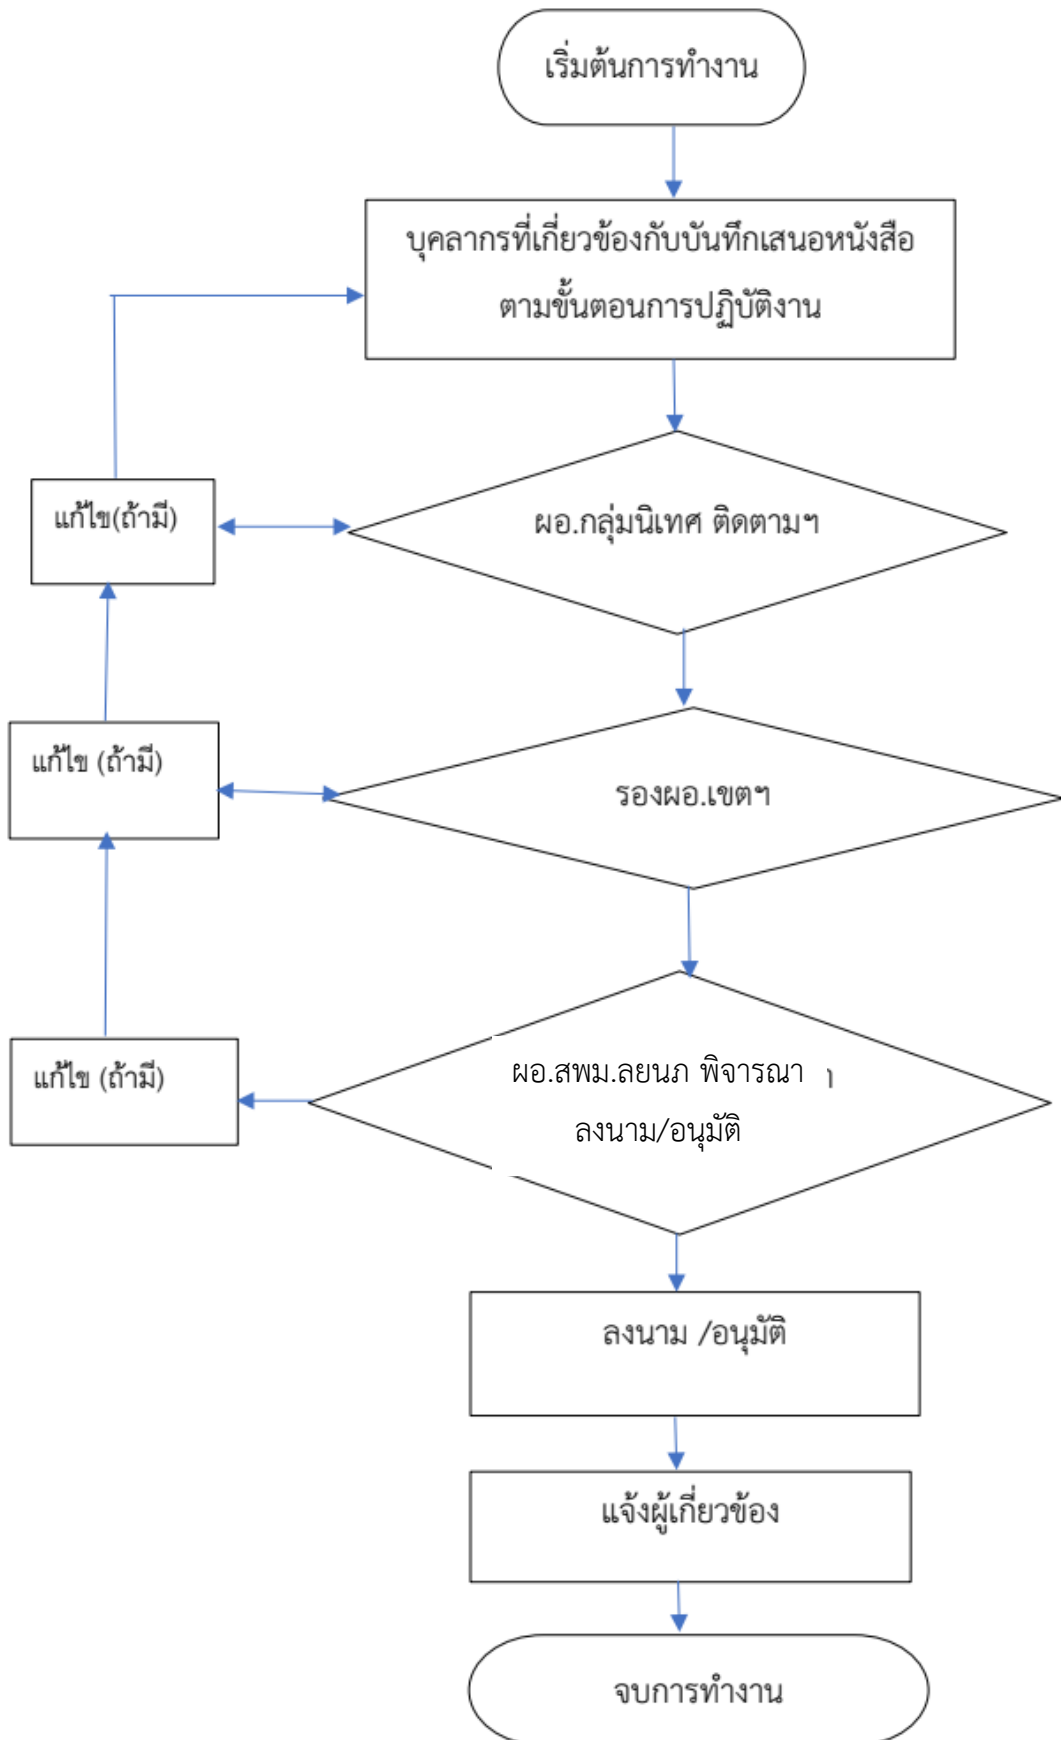 เริ่มต้นการทำงาน
บุคลากรที่เกี่ยวข้องกับบันทึกเสนอหนังสือ
ตามขั้นตอนการปฏิบัติงาน
แก้ไข(ถ้ามี)
ผอ.กลุ่มนิเทศ ติดตามฯ
แก้ไข (ถ้ามี)
รองผอ.เขตฯ
แก้ไข (ถ้ามี)
ผอ.สพม.ลยนภ พิจารณา
ลงนาม/อนุมัติ
ลงนาม /อนุมัติ
แจ้งผู้เกี่ยวข้อง
จบการทำงาน